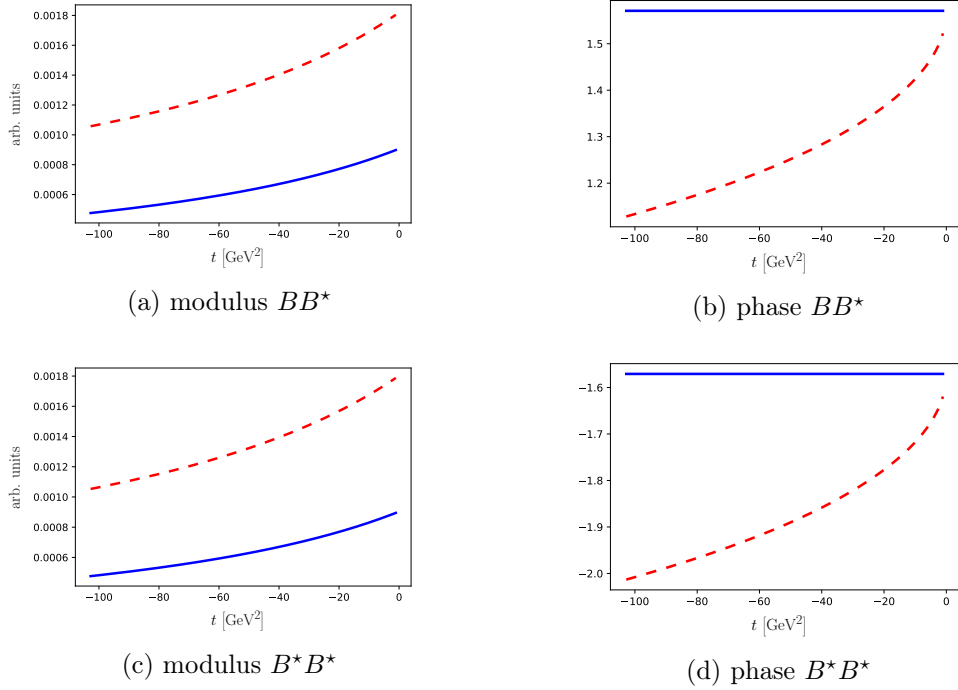 0.0018
0.0016
0.0014
0.0012
0.0010
0.0008
0.0006
arb. units
−100 −80 −60 −40 −20 0
t [GeV²]
(a) modulus BB⋆
1.5
1.4
1.3
1.2
−100 −80 −60 −40 −20 0
t [GeV²]
(b) phase BB⋆
0.0018
0.0016
0.0014
0.0012
0.0010
0.0008
0.0006
arb. units
−100 −80 −60 −40 −20 0
t [GeV²]
(c) modulus B⋆B⋆
−1.6
−1.7
−1.8
−1.9
−2.0
−100 −80 −60 −40 −20 0
t [GeV²]
(d) phase B⋆B⋆